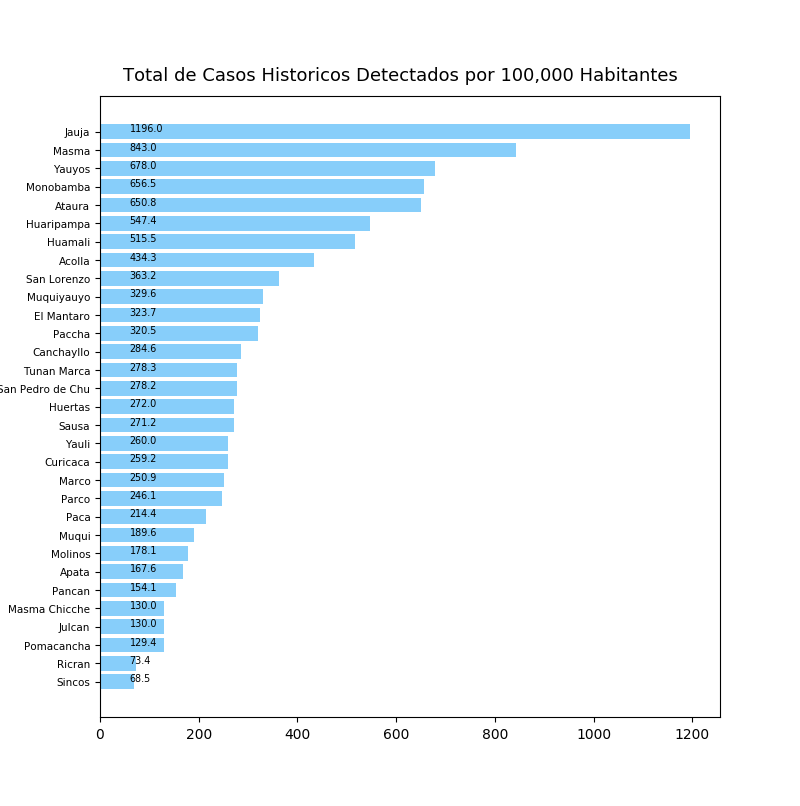 Total de Casos Historicos Detectados por 100,000 Habitantes
Jauja 1196.0
Masma 843.0
Yauyos 678.0
Monobamba 656.5
Ataura 650.8
Huaripampa 547.4
Huamali 515.5
Acolla 434.3
San Lorenzo 363.2
Muquiyauyo 329.6
El Mantaro 323.7
Paccha 320.5
Canchayllo 284.6
Tunan Marca 278.3
San Pedro de Chu 278.2
Huertas 272.0
Sausa 271.2
Yauli 260.0
Curicaca 259.2
Marco 250.9
Parco 246.1
Paca 214.4
Muqui 189.6
Molinos 178.1
Apata 167.6
Pancan 154.1
Masma Chicche 130.0
Julcan 130.0
Pomacancha 129.4
Ricran 73.4
Sincos 68.5
0 200 400 600 800 1000 1200